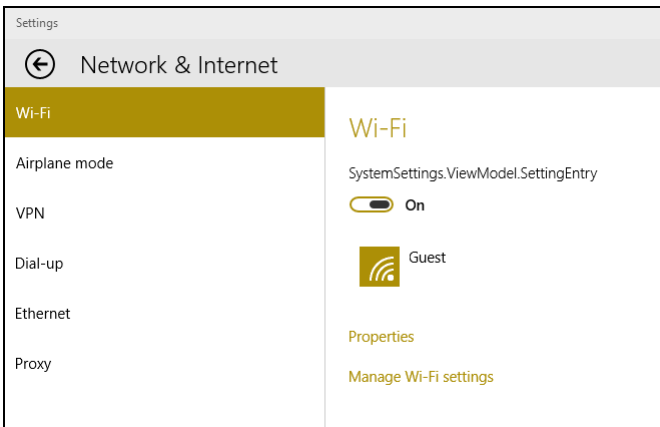 Settings
Network & Internet
Wi-Fi
Airplane mode
VPN
Dial-up
Ethernet
Proxy
Wi-Fi
SystemSettings.ViewModel.SettingEntry
On
Guest
Properties
Manage Wi-Fi settings